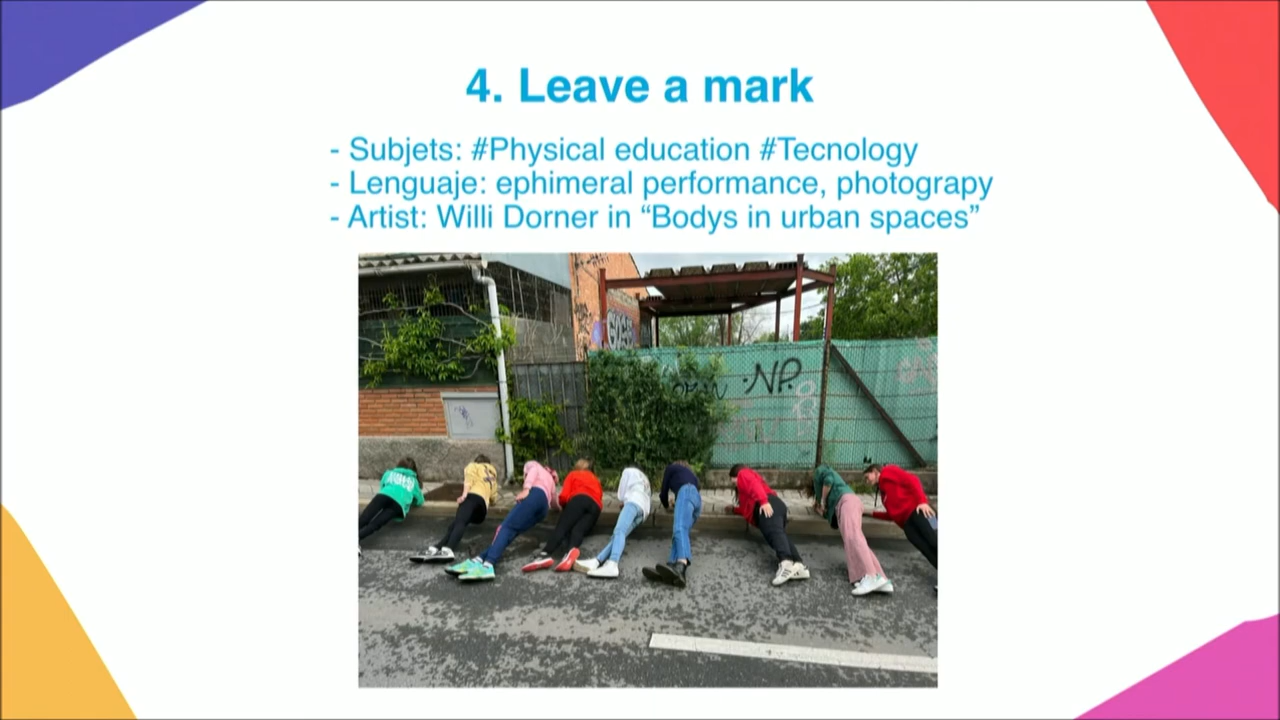 4. Leave a mark
- Subjets: #Physical education #Tecnology
- Lenguaje: ephimeral performance, photograpy
- Artist: Willi Dorner in “Bodys in urban spaces”
·NP.